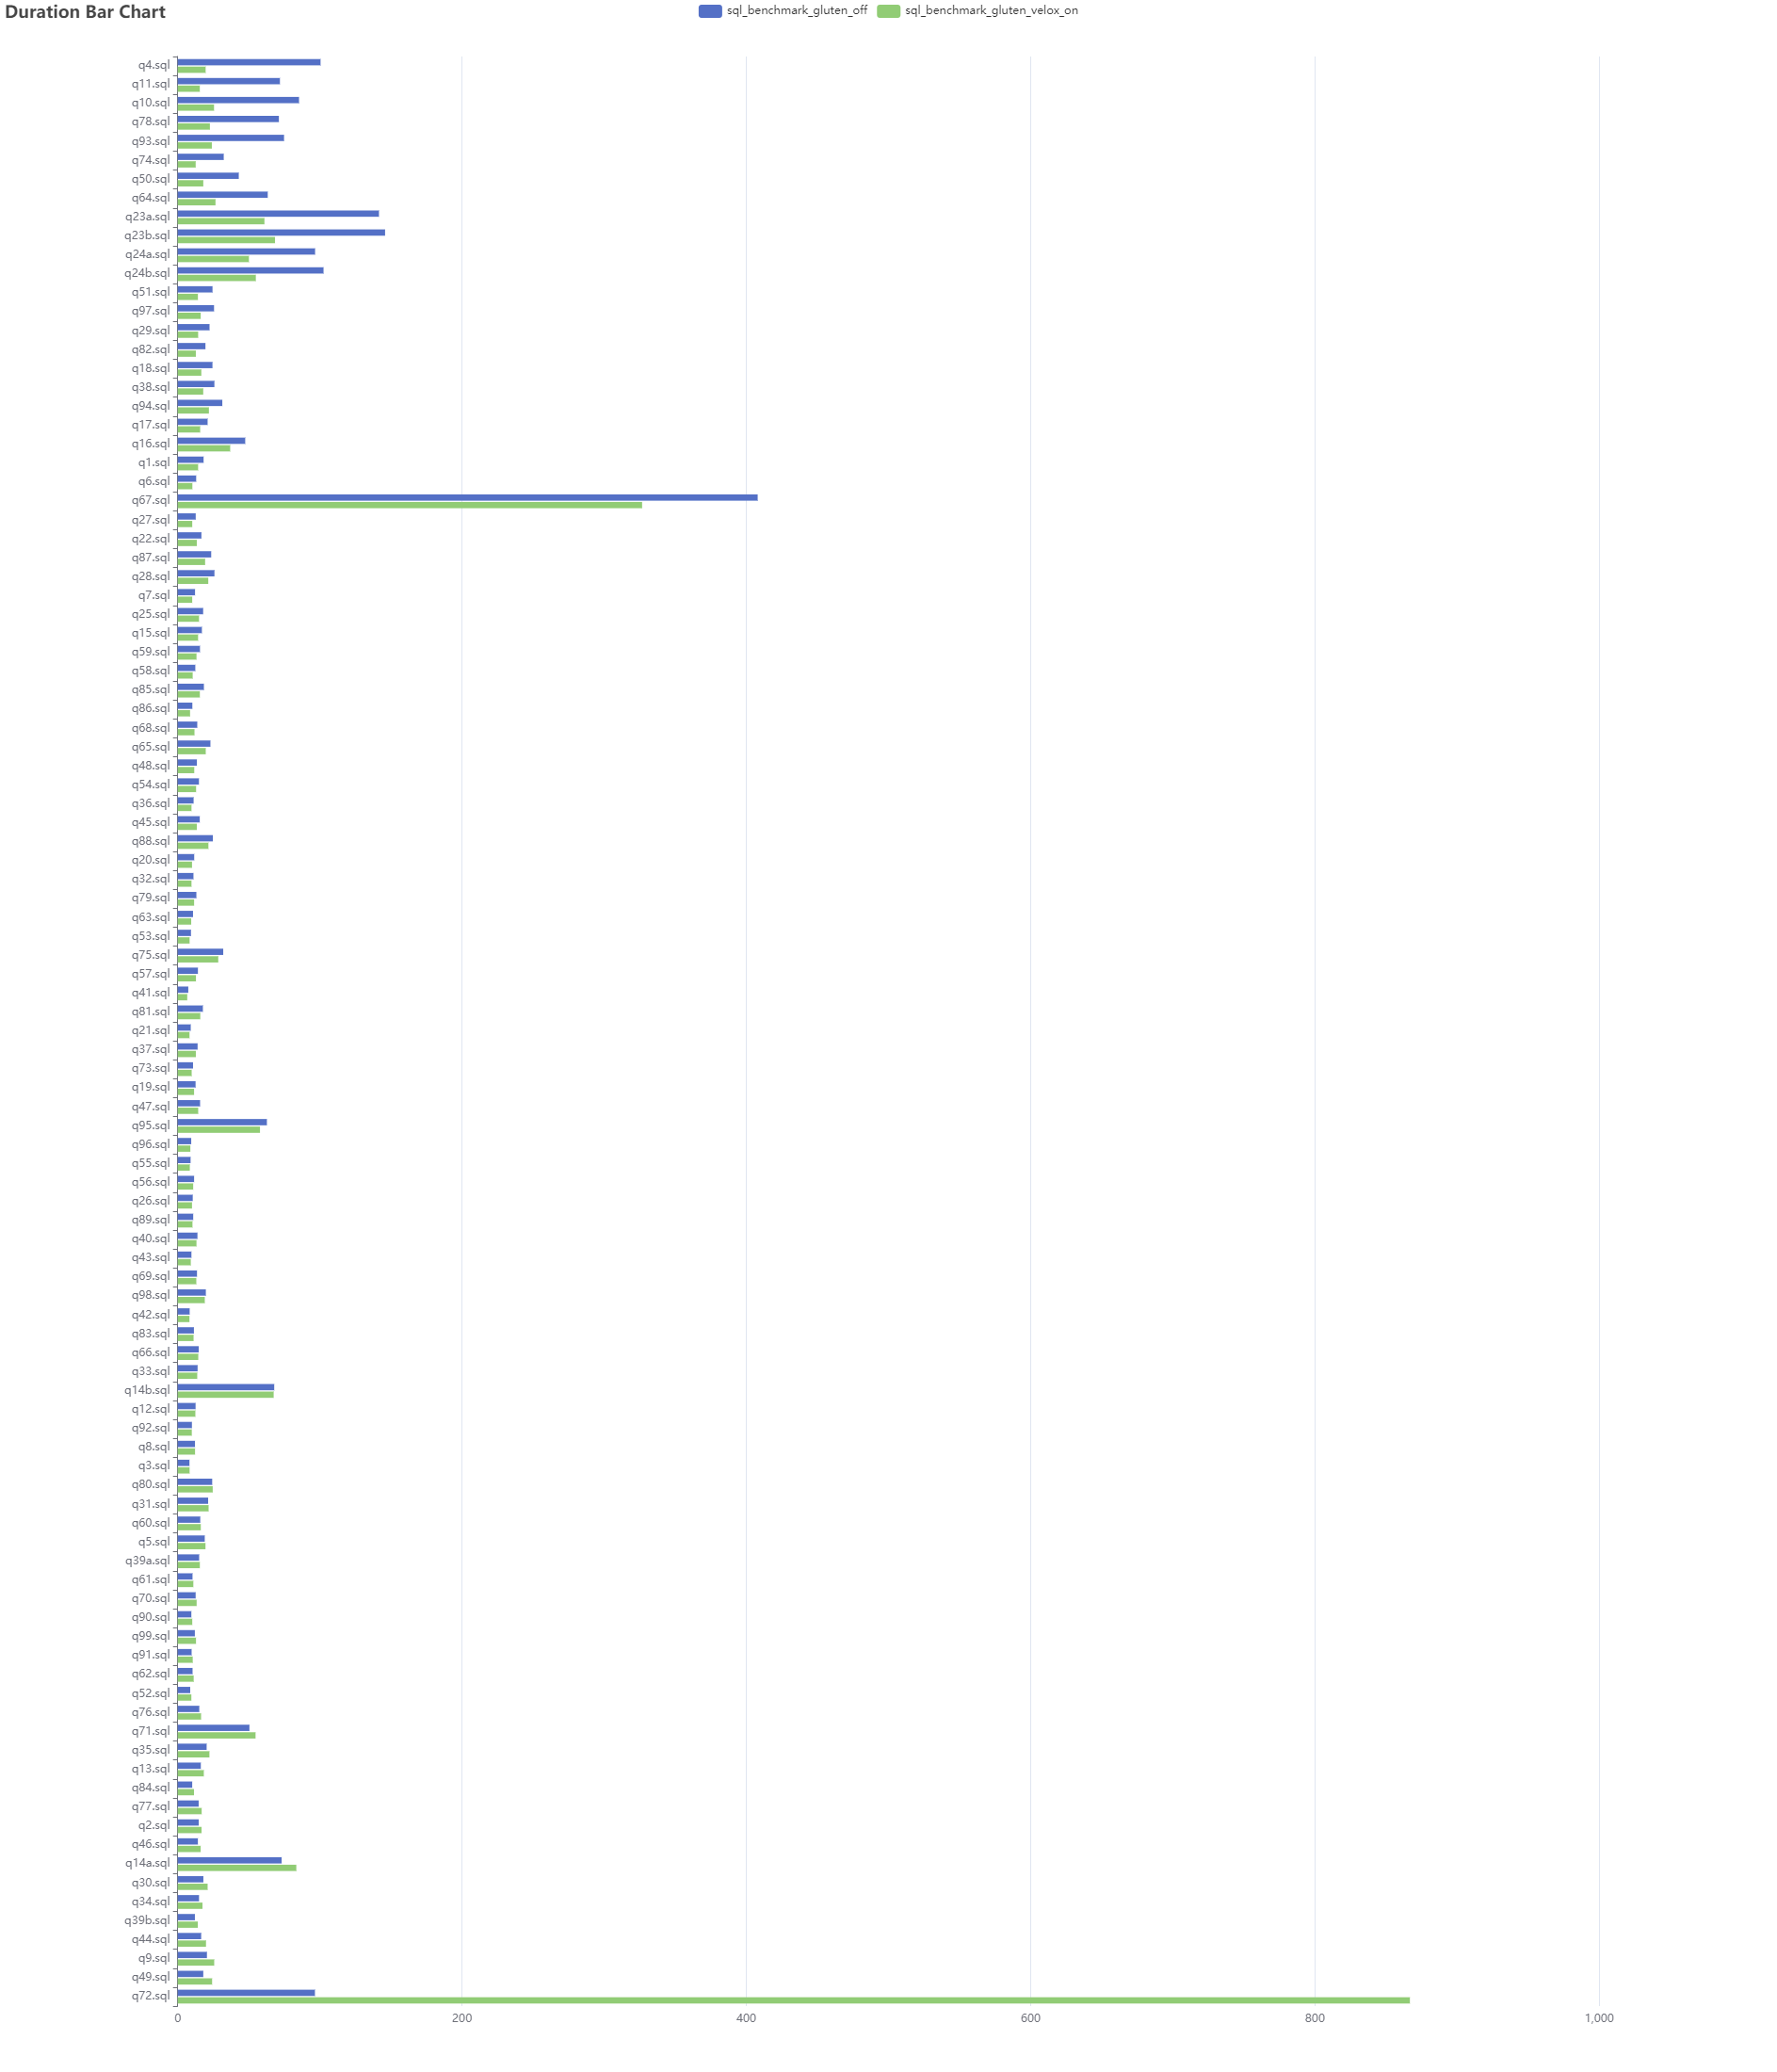 Duration Bar Chart
sql_benchmark_gluten_off
sql_benchmark_gluten_velox_on
q4.sql
q11.sql
q10.sql
q78.sql
q93.sql
q74.sql
q50.sql
q64.sql
q23a.sql
q23b.sql
q24a.sql
q24b.sql
q51.sql
q97.sql
q29.sql
q82.sql
q18.sql
q38.sql
q94.sql
q17.sql
q16.sql
q1.sql
q6.sql
q67.sql
q27.sql
q22.sql
q87.sql
q28.sql
q7.sql
q25.sql
q15.sql
q59.sql
q58.sql
q85.sql
q86.sql
q68.sql
q65.sql
q48.sql
q54.sql
q36.sql
q45.sql
q88.sql
q20.sql
q32.sql
q79.sql
q63.sql
q53.sql
q75.sql
q57.sql
q41.sql
q81.sql
q21.sql
q37.sql
q73.sql
q19.sql
q47.sql
q95.sql
q96.sql
q55.sql
q56.sql
q26.sql
q89.sql
q40.sql
q43.sql
q69.sql
q98.sql
q42.sql
q83.sql
q66.sql
q33.sql
q14b.sql
q12.sql
q92.sql
q8.sql
q3.sql
q80.sql
q31.sql
q60.sql
q5.sql
q39a.sql
q61.sql
q70.sql
q90.sql
q99.sql
q91.sql
q62.sql
q52.sql
q76.sql
q71.sql
q35.sql
q13.sql
q84.sql
q77.sql
q2.sql
q46.sql
q14a.sql
q30.sql
q34.sql
q39b.sql
q44.sql
q9.sql
q49.sql
q72.sql
0 200 400 600 800 1,000